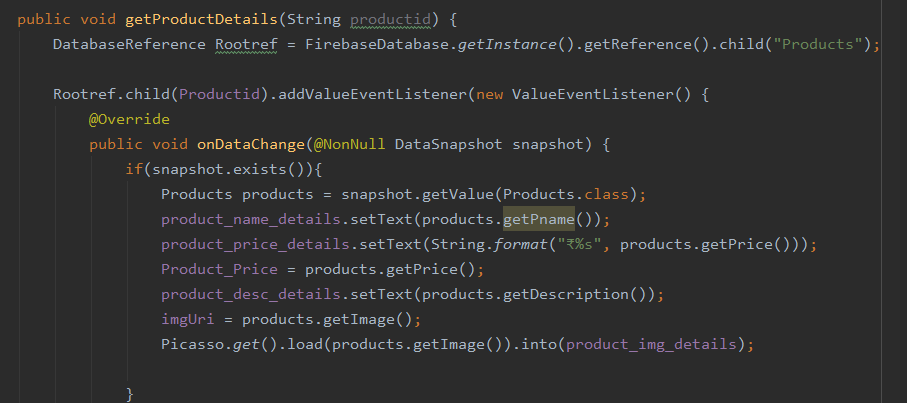 public void getProductDetails(String productid) {
DatabaseReference Rootref = FirebaseDatabase.getInstance().getReference().child("Products");
Rootref.child(Productid).addValueEventListener(new ValueEventListener() {
@Override
public void onDataChange(@NonNull DataSnapshot snapshot) {
if(snapshot.exists()){
Products products = snapshot.getValue(Products.class);
product_name_details.setText(products.getPname());
product_price_details.setText(String.format("₹%s", products.getPrice()));
Product_Price = products.getPrice();
product_desc_details.setText(products.getDescription());
imgUri = products.getImage();
Picasso.get().load(products.getImage()).into(product_img_details);
}